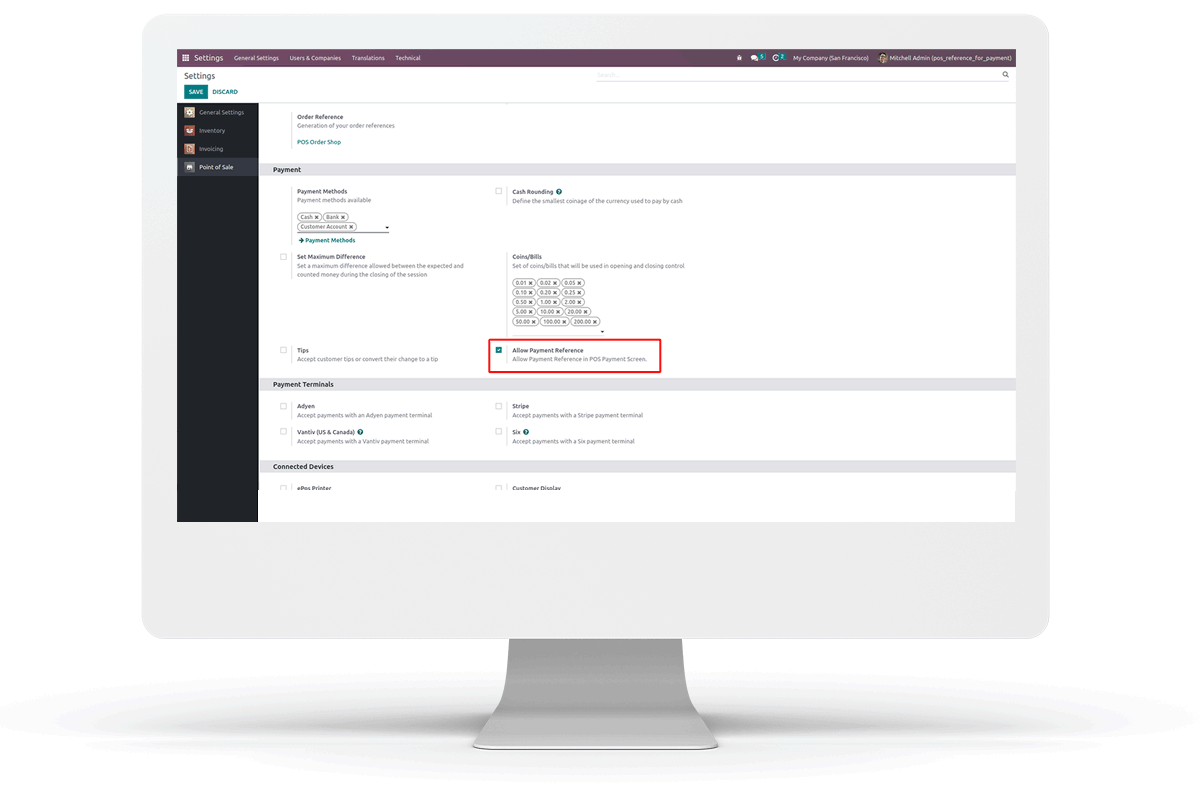 Settings General Settings Users & Companies Translations Technical 5 2 My Company (San Francisco) Mitchell Admin (pos_reference_for_payment)
Settings
Search...
SAVE DISCARD
General Settings
Inventory
Invoicing
Point of Sale
Order Reference
Generation of your order references
POS Order Shop
Payment
Payment Methods
Payment methods available
Cash × Bank ×
Customer Account ×
Payment Methods
Cash Rounding ?
Define the smallest coinage of the currency used to pay by cash
Set Maximum Difference
Set a maximum difference allowed between the expected and
counted money during the closing of the session
Coins/Bills
Set of coins/bills that will be used in opening and closing control
0.01 × 0.02 × 0.05 ×
0.10 × 0.20 × 0.25 ×
0.50 × 1.00 × 2.00 ×
5.00 × 10.00 × 20.00 ×
50.00 × 100.00 × 200.00 ×
Tips
Accept customer tips or convert their change to a tip
Allow Payment Reference
Allow Payment Reference in POS Payment Screen.
Payment Terminals
Adyen
Accept payments with an Adyen payment terminal
Stripe
Accept payments with a Stripe payment terminal
Vantiv (US & Canada) ?
Accept payments with a Vantiv payment terminal
Six ?
Accept payments with a Six payment terminal
Connected Devices
ePos Printer
Customer Display